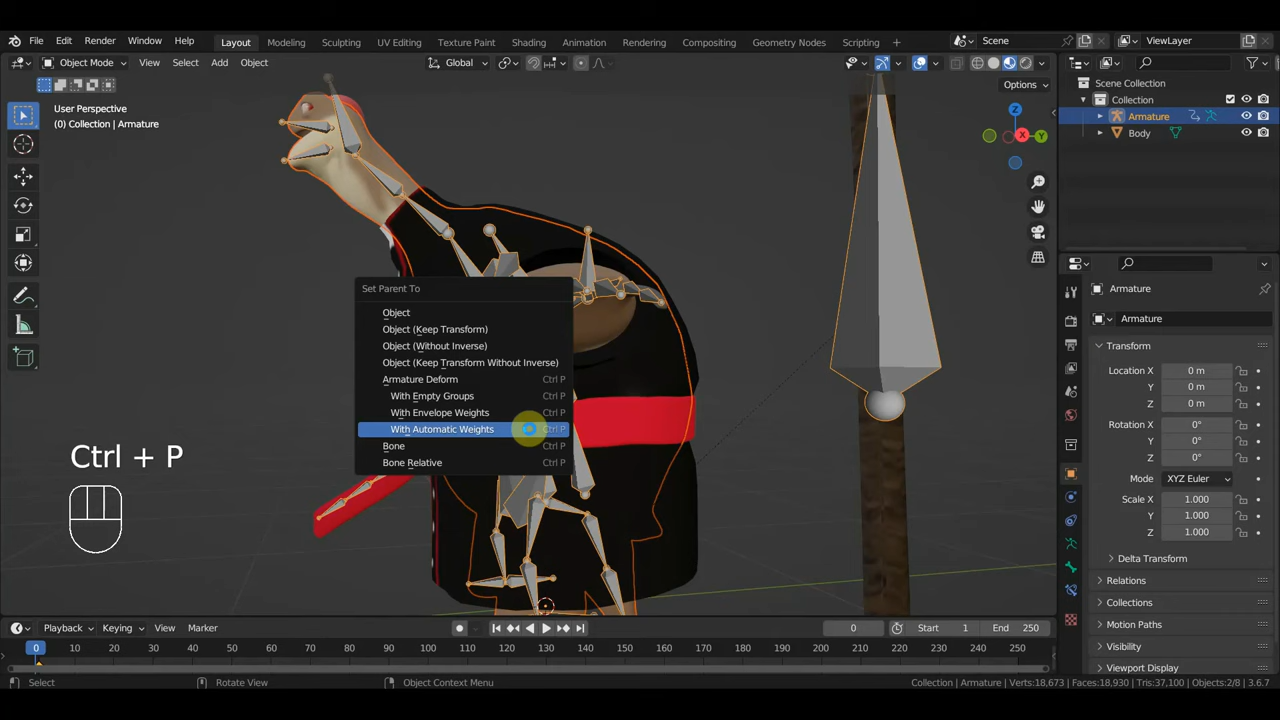 File Edit Render Window Help Layout Modeling Sculpting UV Editing Texture Paint Shading Animation Rendering Compositing Geometry Nodes Scripting + Scene ViewLayer
Object Mode View Select Add Object Global
Options
User Perspective
(0) Collection | Armature
Z
X
Y
Scene Collection
Collection
Armature
Body
Set Parent To
Object
Object (Keep Transform)
Object (Without Inverse)
Object (Keep Transform Without Inverse)
Armature Deform Ctrl P
With Empty Groups Ctrl P
With Envelope Weights Ctrl P
With Automatic Weights Ctrl P
Bone Ctrl P
Bone Relative Ctrl P
Ctrl + P
Armature
Armature
Transform
Location X 0 m
Y 0 m
Z 0 m
Rotation X 0°
Y 0°
Z 0°
Mode XYZ Euler
Scale X 1.000
Y 1.000
Z 1.000
Delta Transform
Relations
Collections
Motion Paths
Visibility
Viewport Display
Playback Keying View Marker 0 Start 1 End 250
0 10 20 30 40 50 60 70 80 90 100 110 120 130 140 150 160 170 180 190 200 210 220 230 240 250
Select Rotate View Object Context Menu Collection | Armature | Verts:18,673 | Faces:18,930 | Tris:37,100 | Objects:2/8 | 3.6.7